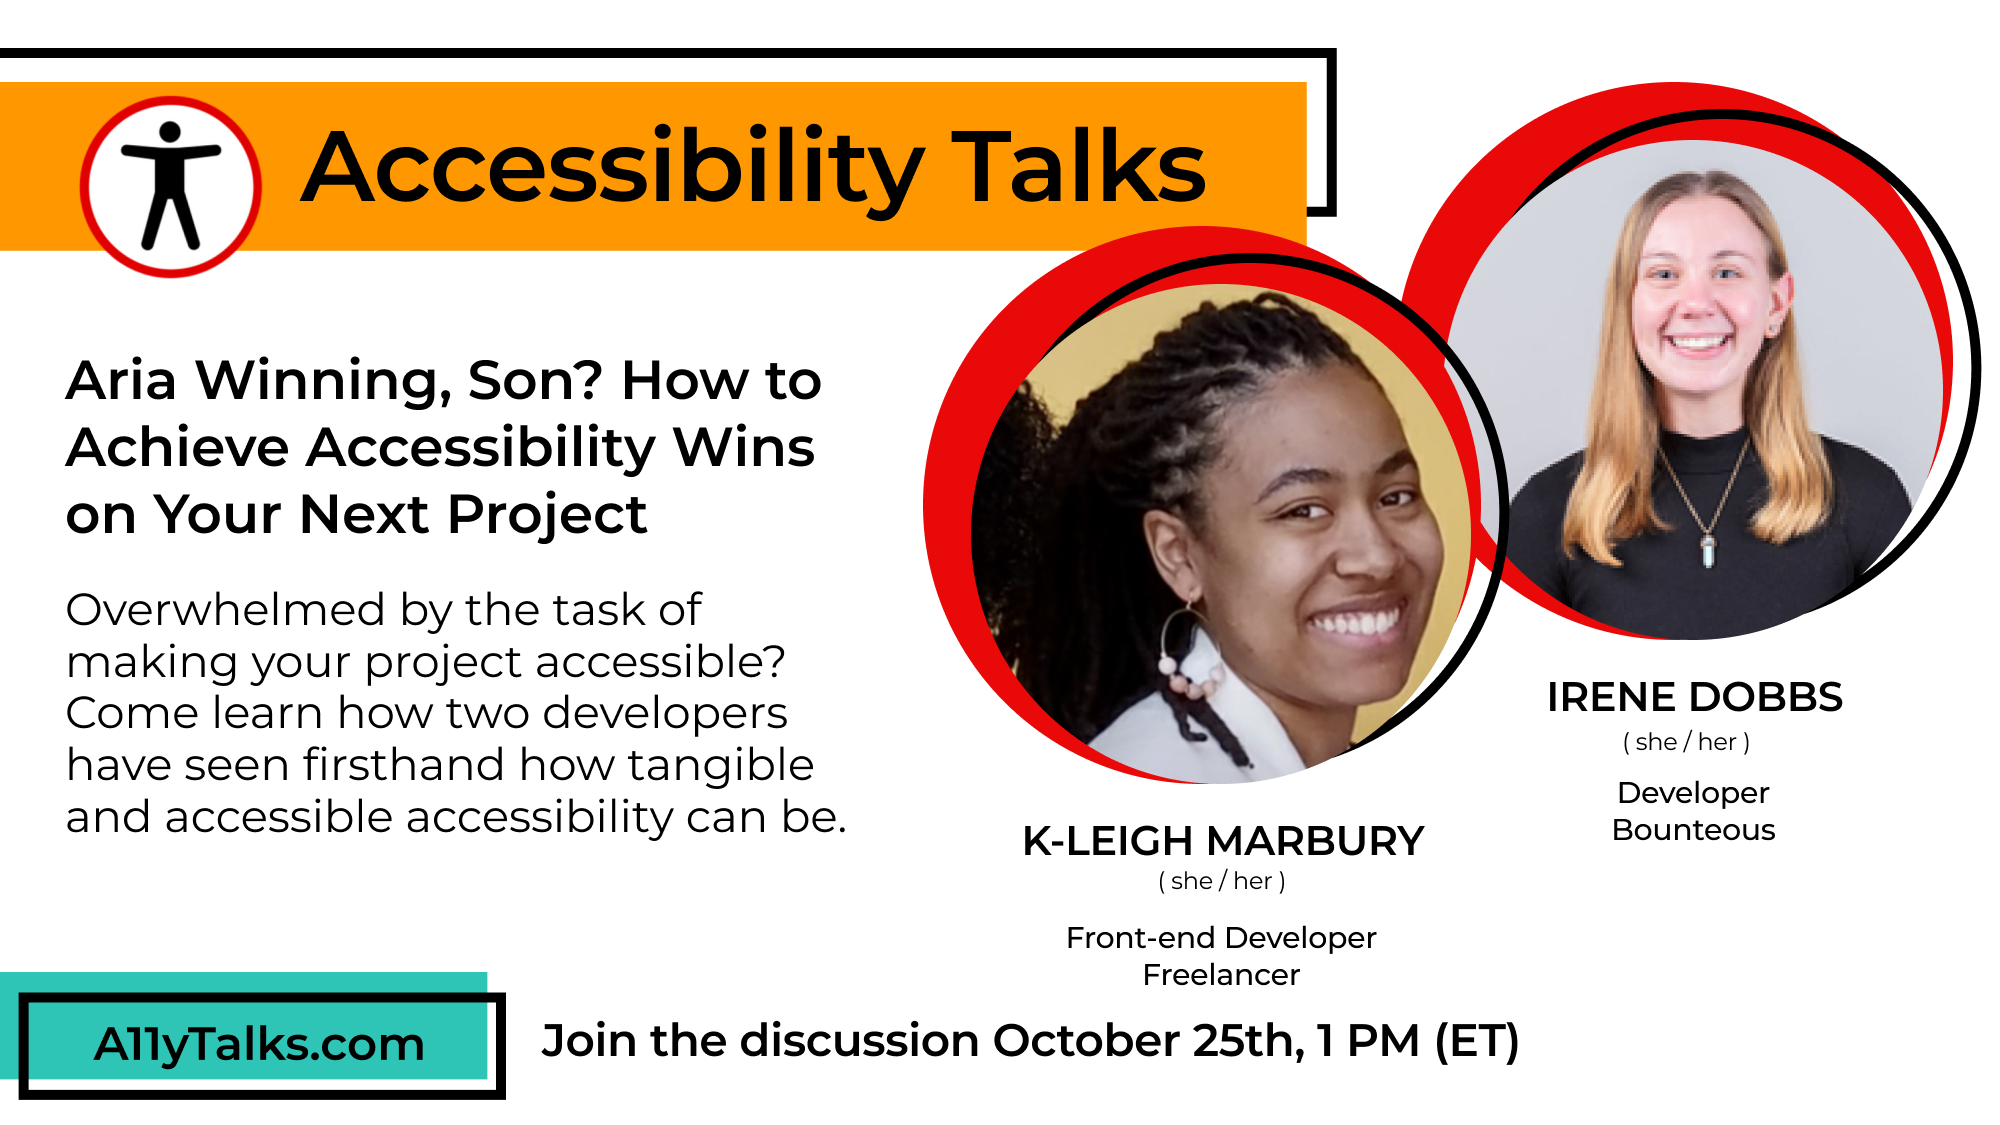 Accessibility Talks
Aria Winning, Son? How to
Achieve Accessibility Wins
on Your Next Project
Overwhelmed by the task of
making your project accessible?
Come learn how two developers
have seen firsthand how tangible
and accessible accessibility can be.
K-LEIGH MARBURY
( she / her )
Front-end Developer
Freelancer
IRENE DOBBS
( she / her )
Developer
Bounteous
A11yTalks.com
Join the discussion October 25th, 1 PM (ET)